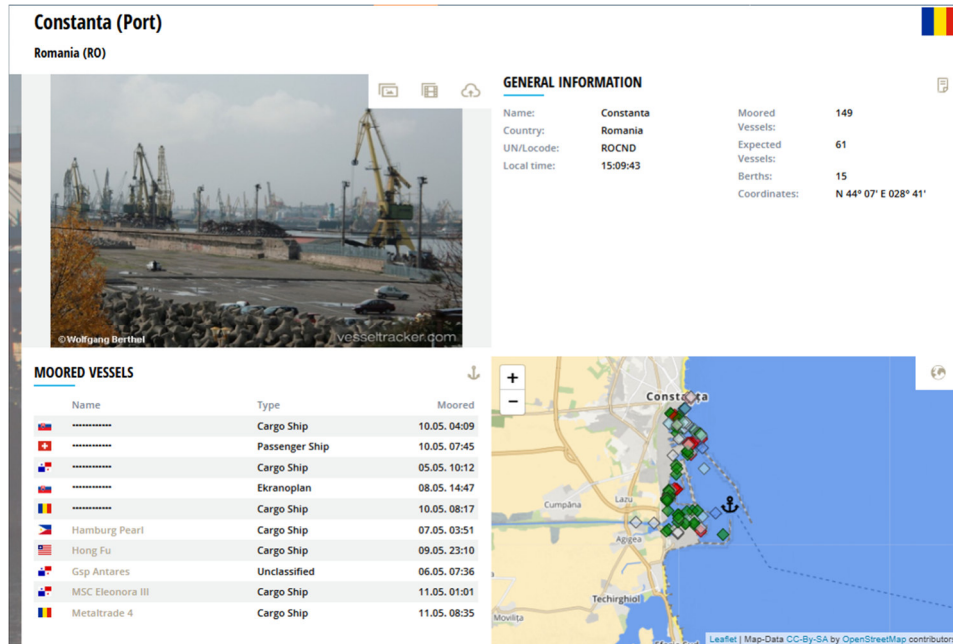 Constanta (Port)
Romania (RO)
©Wolfgang Berthel
vesseltracker.com
GENERAL INFORMATION
Name: Constanta
Country: Romania
UN/Locode: ROCND
Local time: 15:09:43
Moored Vessels: 149
Expected Vessels: 61
Berths: 15
Coordinates: N 44º 07' E 028º 41'
MOORED VESSELS
Name Type Moored
************ Cargo Ship 10.05. 04:09
************ Passenger Ship 10.05. 07:45
************ Cargo Ship 05.05. 10:12
************ Ekranoplan 08.05. 14:47
************ Cargo Ship 10.05. 08:17
Hamburg Pearl Cargo Ship 07.05. 03:51
Hong Fu Cargo Ship 09.05. 23:10
Gsp Antares Unclassified 06.05. 07:36
MSC Eleonora III Cargo Ship 11.05. 01:01
Metaltrade 4 Cargo Ship 11.05. 08:35
+
−
Lazu
Cumpăna
Agigea
Techirghiol
Movilița
Leaflet | Map-Data CC-By-SA by OpenStreetMap contributors